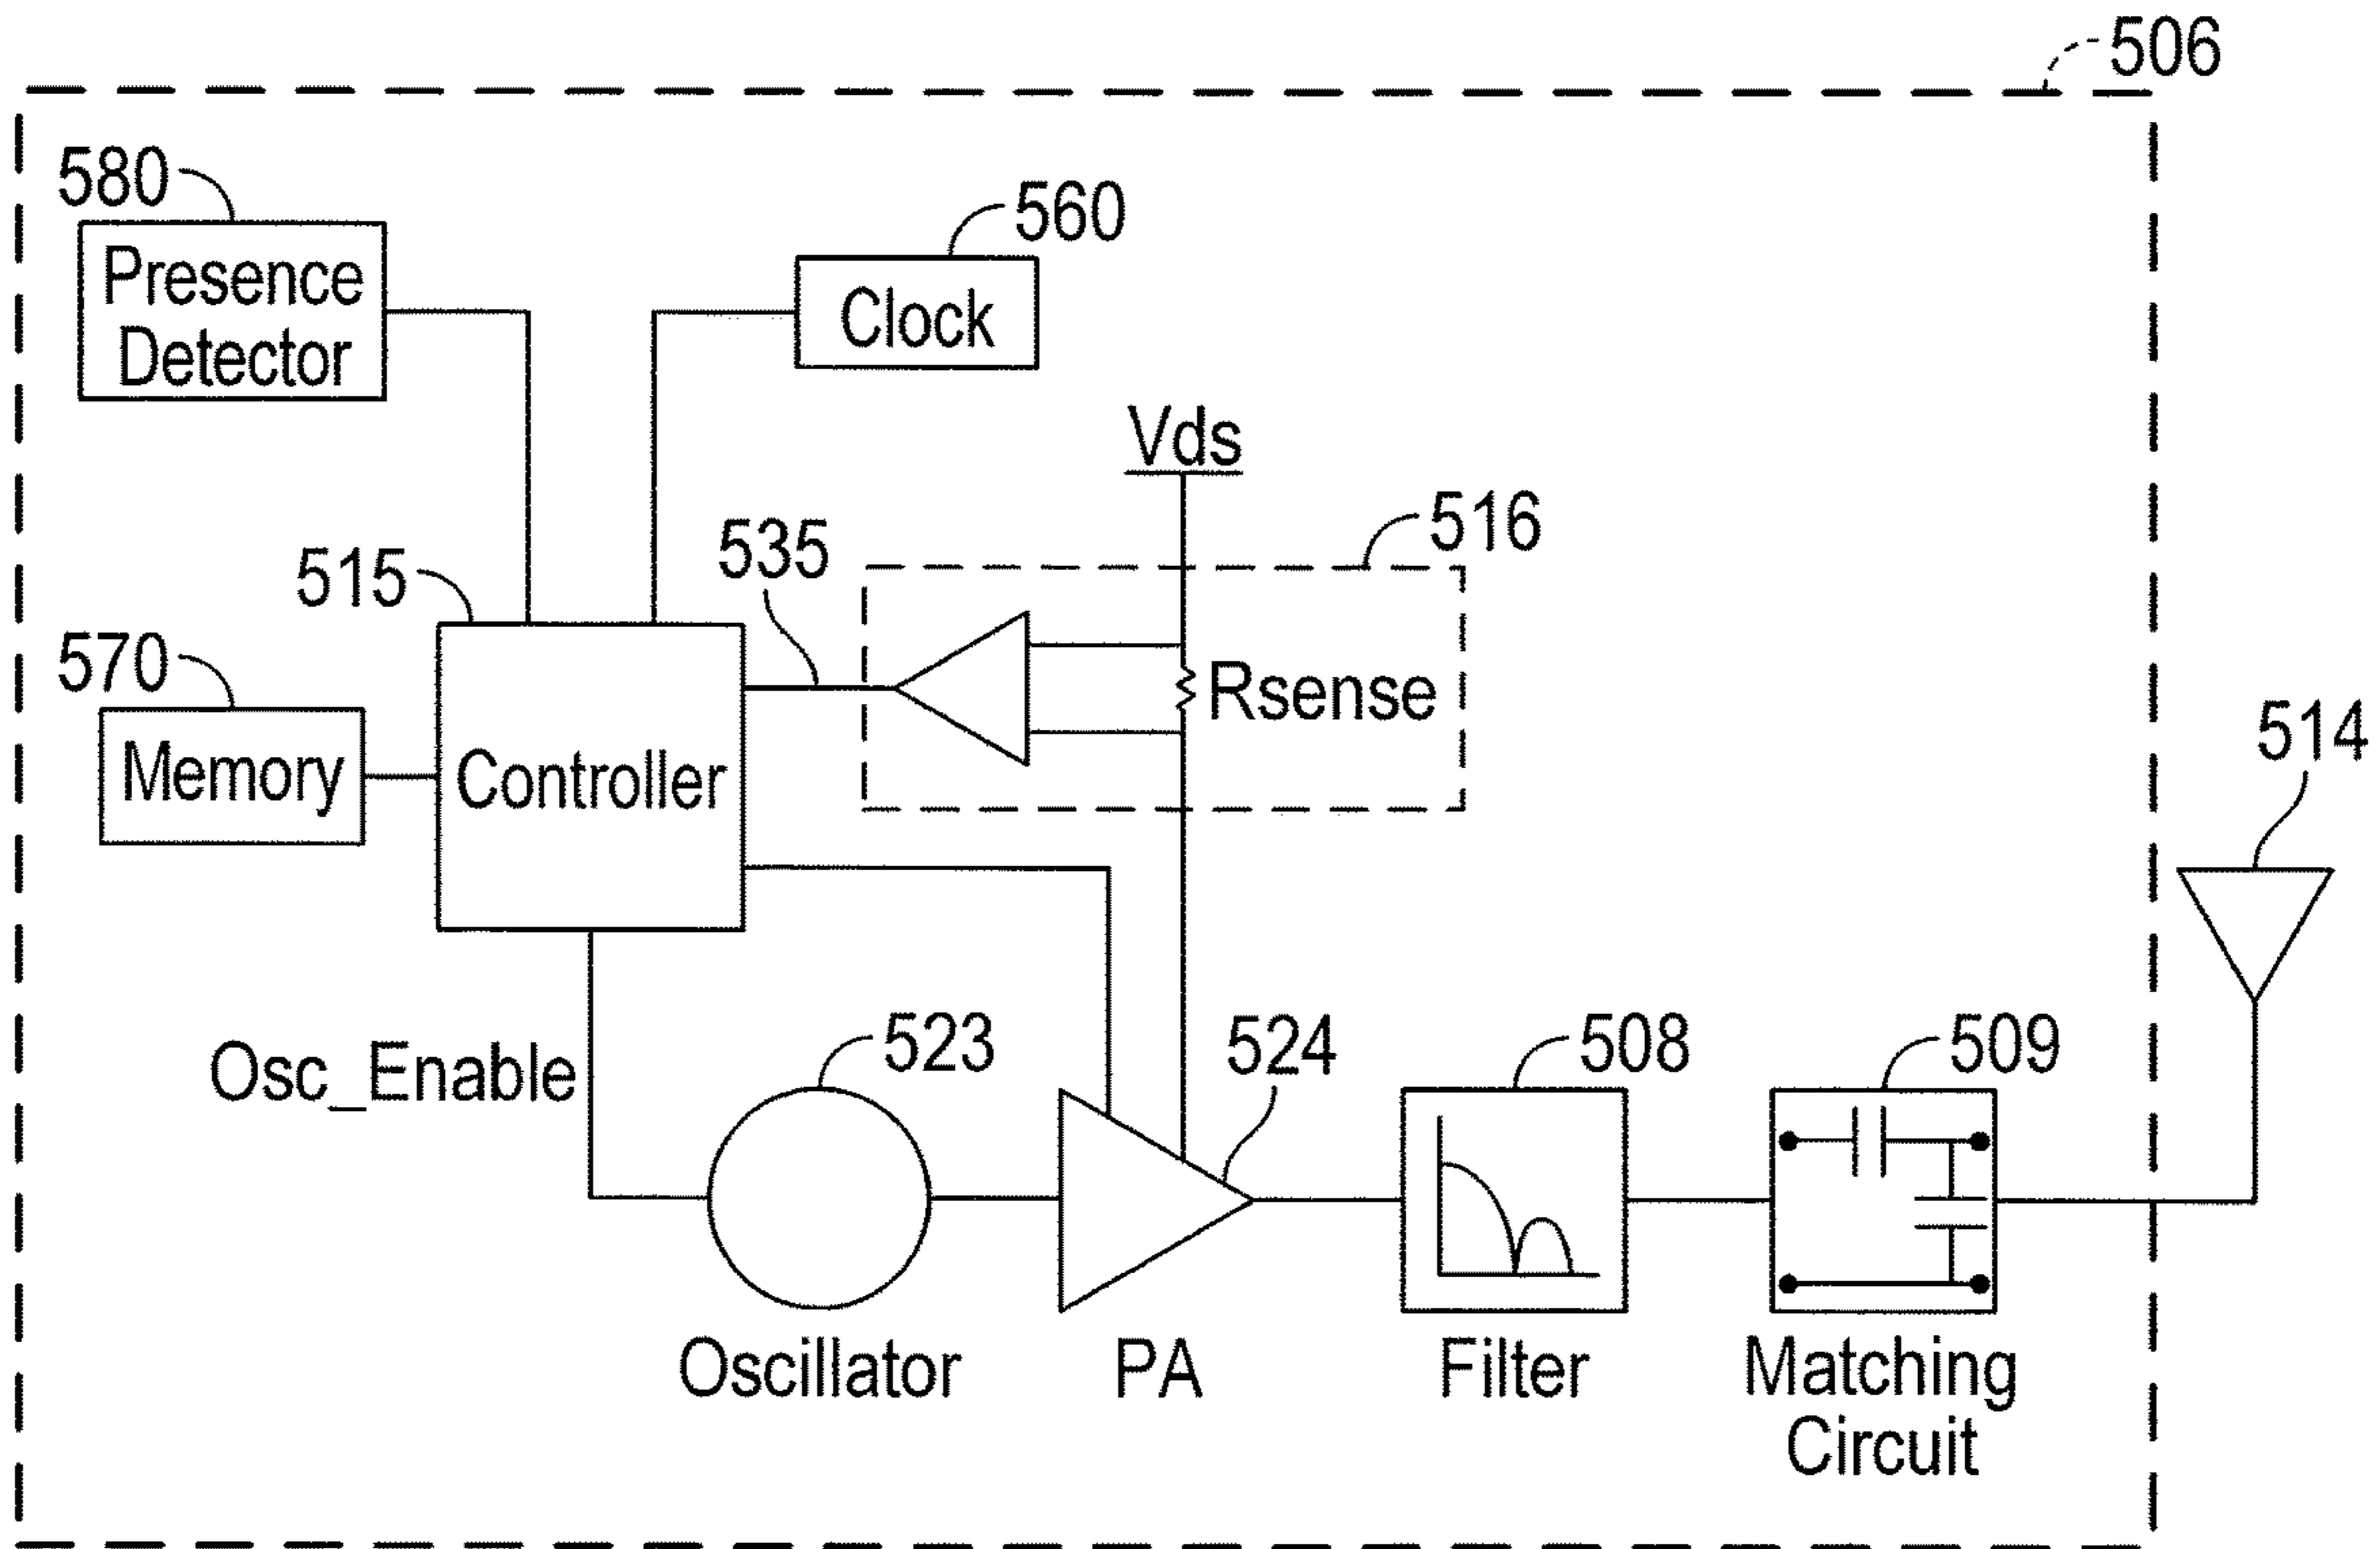 506
580
560
Presence
Detector
Clock
Vds
516
535
515
570
Rsense
514
Memory
Controller
523
524
508
509
Osc_Enable
Oscillator
PA
Filter
Matching
Circuit